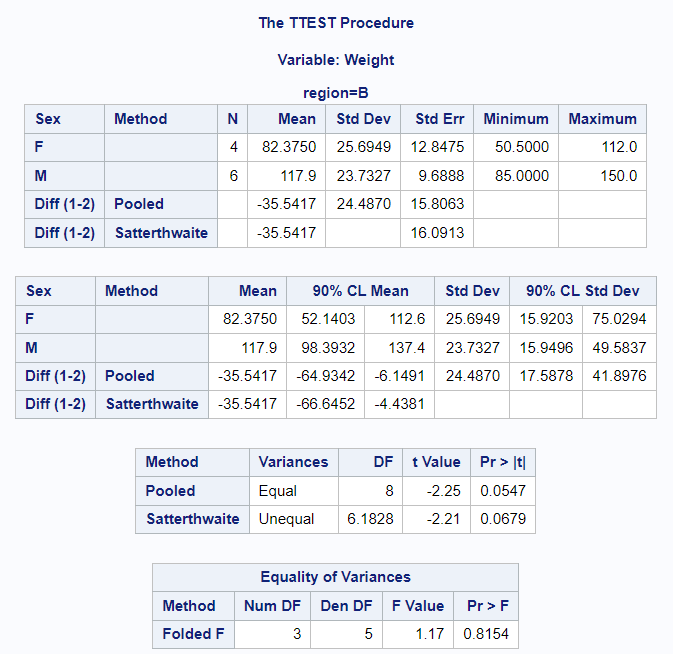 The TTEST Procedure
Variable: Weight
region=B
Sex Method N Mean Std Dev Std Err Minimum Maximum
F 4 82.3750 25.6949 12.8475 50.5000 112.0
M 6 117.9 23.7327 9.6888 85.0000 150.0
Diff (1-2) Pooled -35.5417 24.4870 15.8063
Diff (1-2) Satterthwaite -35.5417 16.0913
Sex Method Mean 90% CL Mean Std Dev 90% CL Std Dev
F 82.3750 52.1403 112.6 25.6949 15.9203 75.0294
M 117.9 98.3932 137.4 23.7327 15.9496 49.5837
Diff (1-2) Pooled -35.5417 -64.9342 -6.1491 24.4870 17.5878 41.8976
Diff (1-2) Satterthwaite -35.5417 -66.6452 -4.4381
Method Variances DF t Value Pr > |t|
Pooled Equal 8 -2.25 0.0547
Satterthwaite Unequal 6.1828 -2.21 0.0679
Equality of Variances
Method Num DF Den DF F Value Pr > F
Folded F 3 5 1.17 0.8154